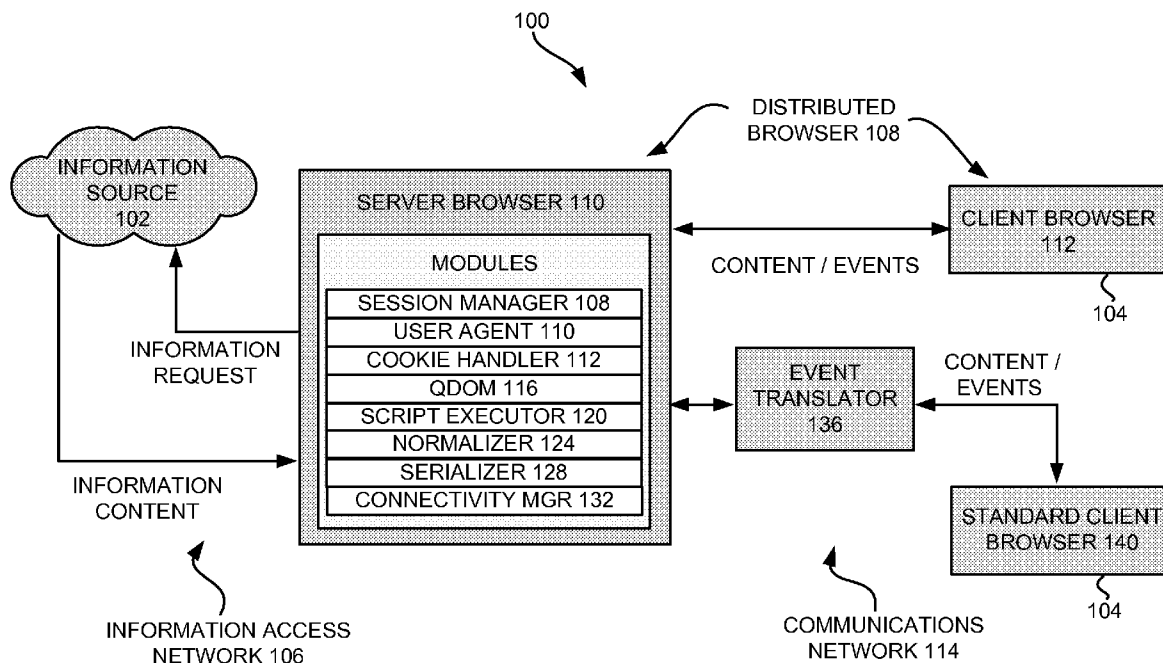 100
DISTRIBUTED
BROWSER 108
INFORMATION
SOURCE
102
SERVER BROWSER 110
MODULES
SESSION MANAGER 108
USER AGENT 110
COOKIE HANDLER 112
QDOM 116
SCRIPT EXECUTOR 120
NORMALIZER 124
SERIALIZER 128
CONNECTIVITY MGR 132
CLIENT BROWSER
112
CONTENT / EVENTS
104
INFORMATION
REQUEST
EVENT
TRANSLATOR
136
CONTENT /
EVENTS
INFORMATION
CONTENT
STANDARD CLIENT
BROWSER 140
104
INFORMATION ACCESS
NETWORK 106
COMMUNICATIONS
NETWORK 114